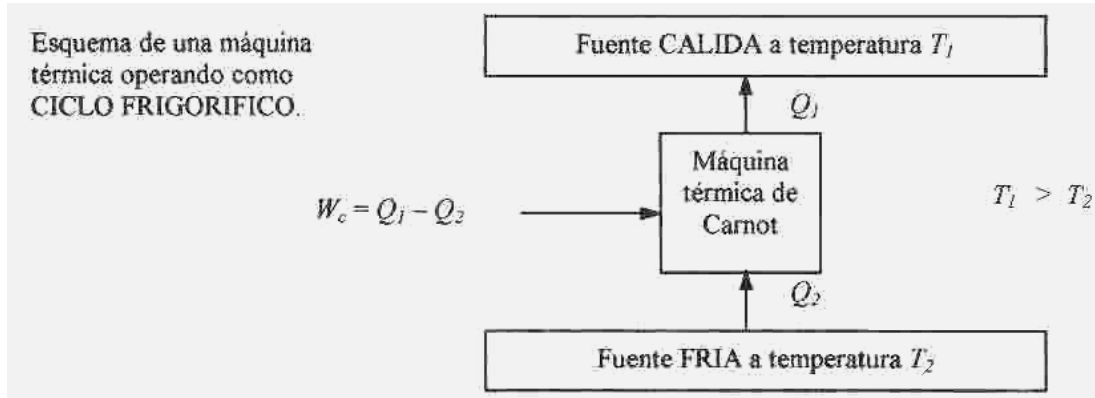 Esquema de una máquina
térmica operando como
CICLO FRIGORIFICO.
Fuente CALIDA a temperatura T₁
Q₁
Máquina
térmica de
Carnot
W꜀ = Q₁ – Q₂
T₁ > T₂
Q₂
Fuente FRIA a temperatura T₂